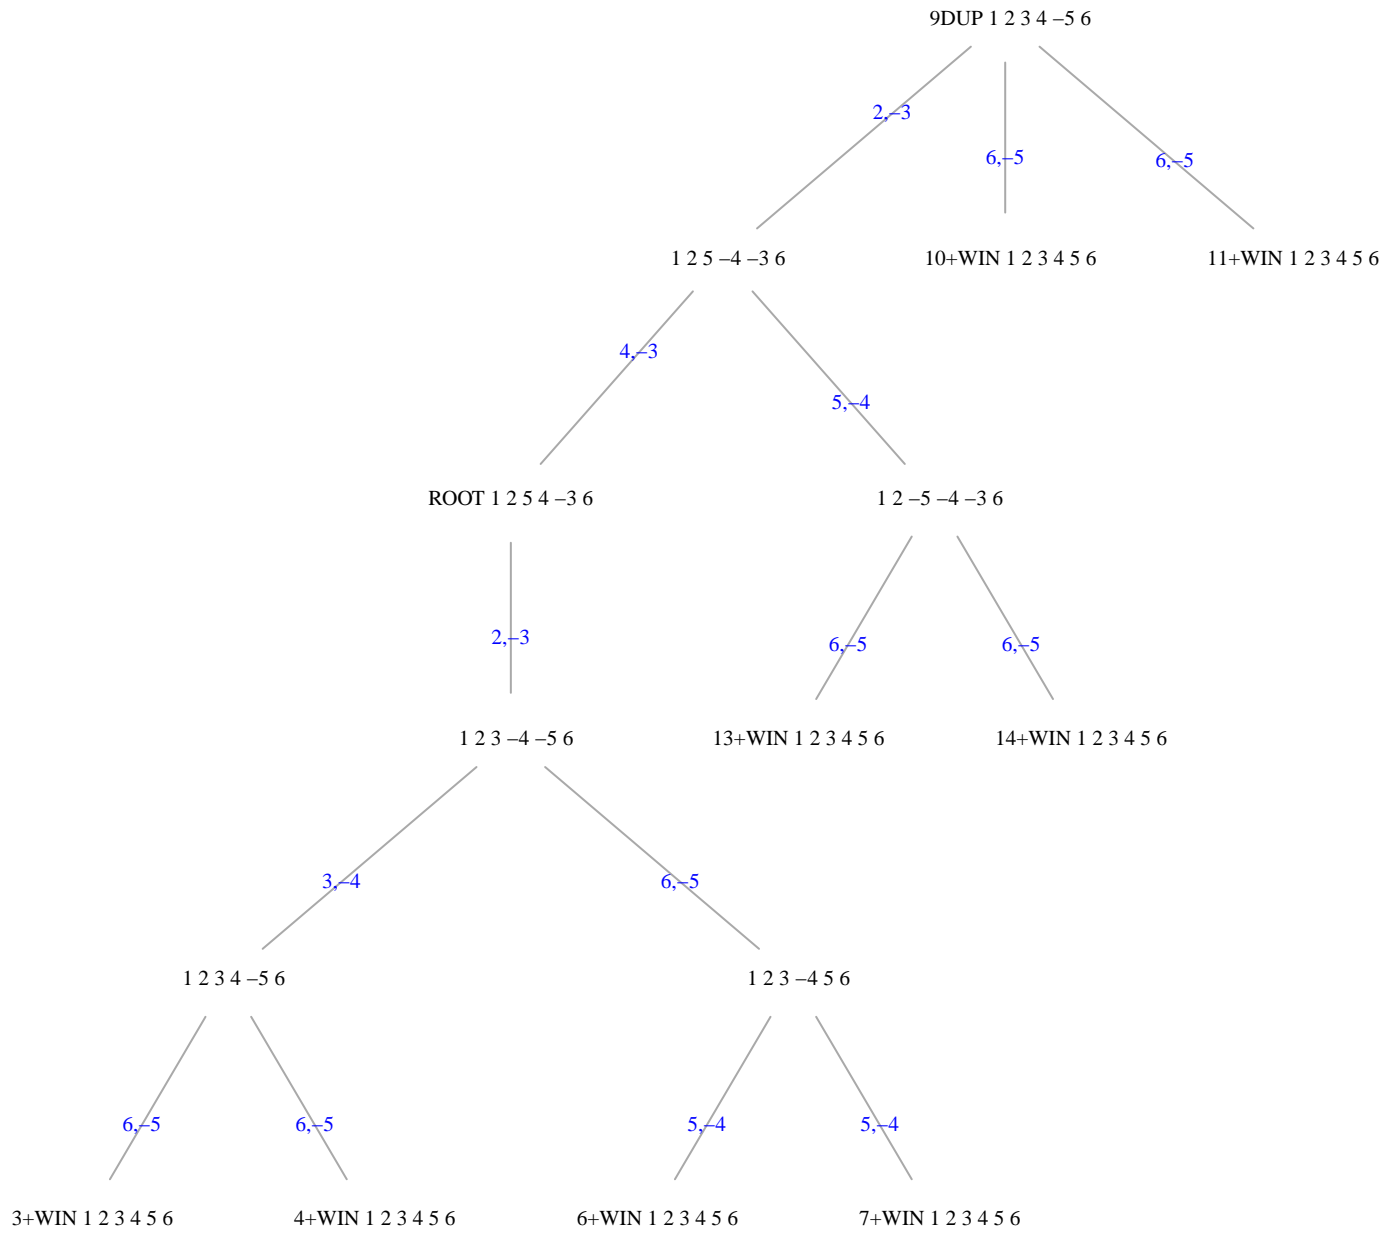 9DUP 1 2 3 4 –5 6
2,–3
6,–5
6,–5
1 2 5 –4 –3 6
10+WIN 1 2 3 4 5 6
11+WIN 1 2 3 4 5 6
4,–3
5,–4
ROOT 1 2 5 4 –3 6
1 2 –5 –4 –3 6
2,–3
6,–5
6,–5
1 2 3 –4 –5 6
13+WIN 1 2 3 4 5 6
14+WIN 1 2 3 4 5 6
3,–4
6,–5
1 2 3 4 –5 6
1 2 3 –4 5 6
6,–5
6,–5
5,–4
5,–4
3+WIN 1 2 3 4 5 6
4+WIN 1 2 3 4 5 6
6+WIN 1 2 3 4 5 6
7+WIN 1 2 3 4 5 6